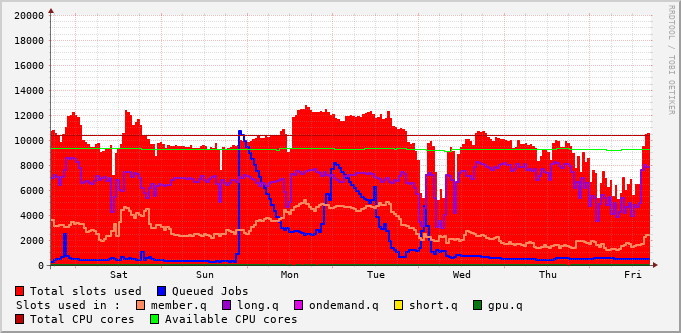 20000
18000
16000
14000
12000
10000
8000
6000
4000
2000
0
Sat Sun Mon Tue Wed Thu Fri
RRDTOOL / TOBI OETIKER
Total slots used Queued Jobs
Slots used in : member.q long.q ondemand.q short.q gpu.q
Total CPU cores Available CPU cores